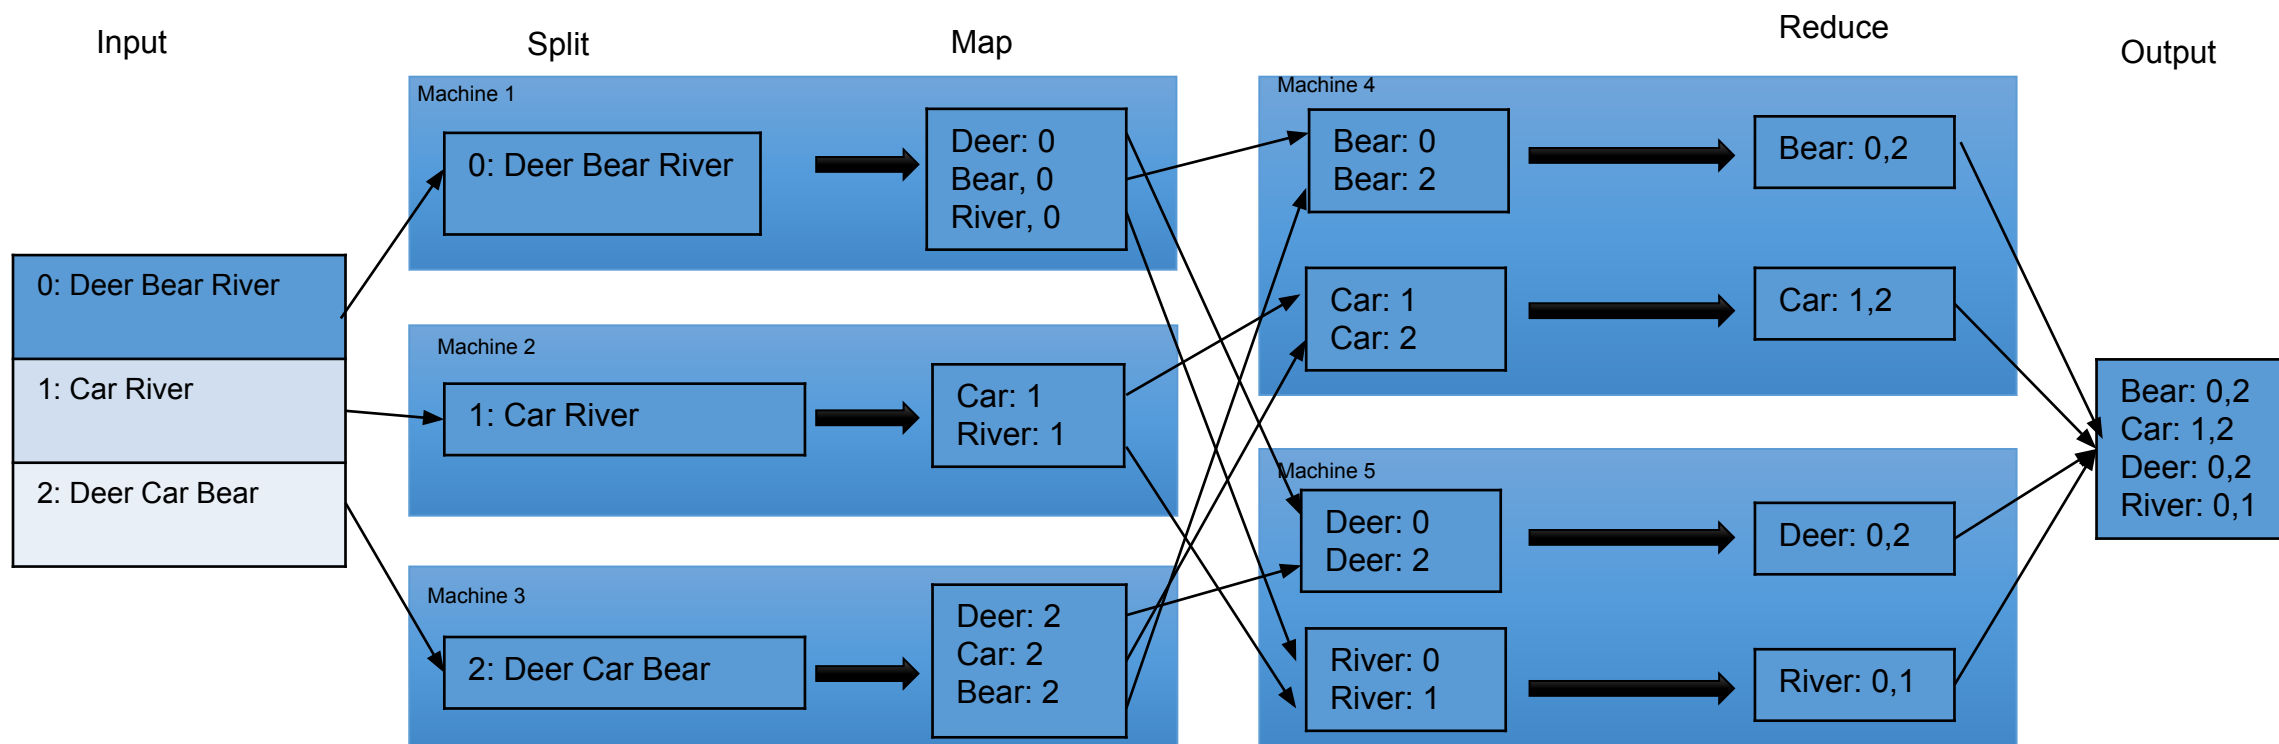 Input
Split
Map
Reduce
Output
0: Deer Bear River
1: Car River
2: Deer Car Bear
Machine 1
0: Deer Bear River
Deer: 0
Bear, 0
River, 0
Machine 2
1: Car River
Car: 1
River: 1
Machine 3
2: Deer Car Bear
Deer: 2
Car: 2
Bear: 2
Machine 4
Bear: 0
Bear: 2
Bear: 0,2
Car: 1
Car: 2
Car: 1,2
Machine 5
Deer: 0
Deer: 2
Deer: 0,2
River: 0
River: 1
River: 0,1
Bear: 0,2
Car: 1,2
Deer: 0,2
River: 0,1